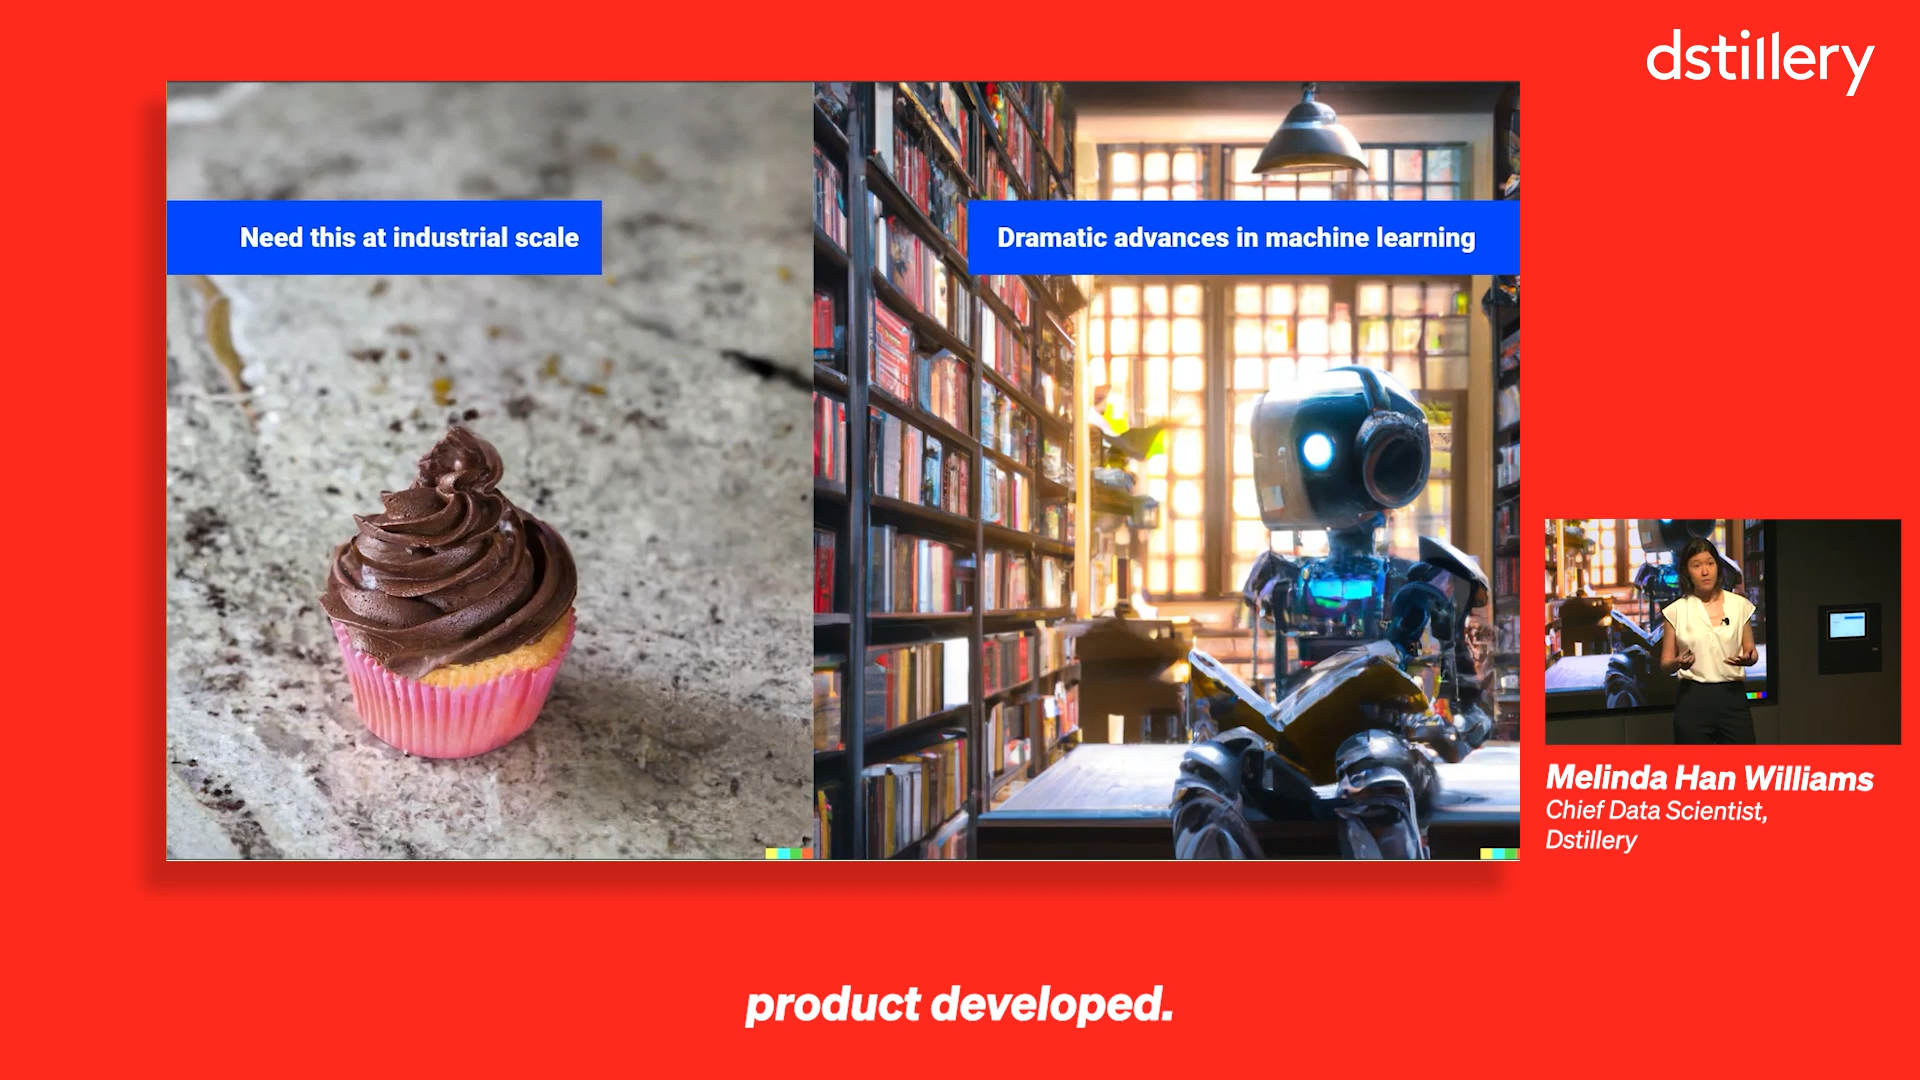 dstillery
Need this at industrial scale
Dramatic advances in machine learning
Melinda Han Williams
Chief Data Scientist,
Dstillery
product developed.